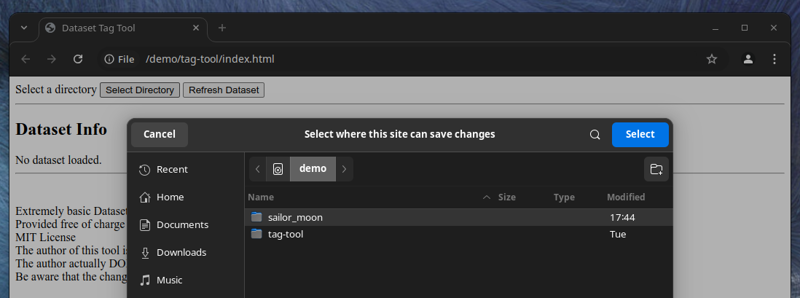 Dataset Tag Tool
File /demo/tag-tool/index.html
Select a directory Select Directory Refresh Dataset
Dataset Info
No dataset loaded.
Extremely basic Dataset
Provided free of charge
MIT License
The author of this tool
The author actually DO
Be aware that the chang
Cancel Select where this site can save changes Select
Recent
Home
Documents
Downloads
Music
demo
Name Size Type Modified
sailor_moon 17:44
tag-tool Tue